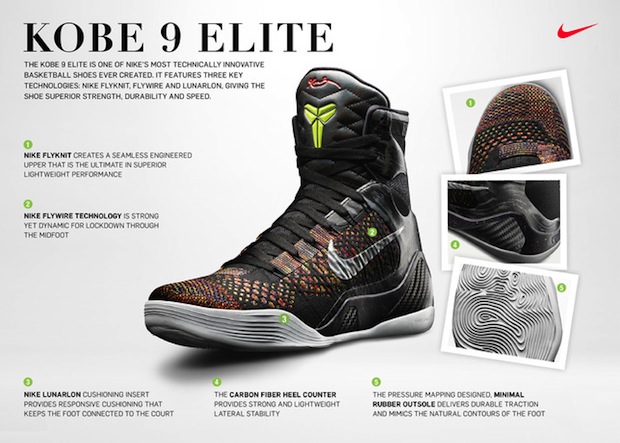 KOBE 9 ELITE
THE KOBE 9 ELITE IS ONE OF NIKE'S MOST TECHNICALLY INNOVATIVE
BASKETBALL SHOES EVER CREATED. IT FEATURES THREE KEY
TECHNOLOGIES: NIKE FLYKNIT, FLYWIRE AND LUNARLON, GIVING THE
SHOE SUPERIOR STRENGTH, DURABILITY AND SPEED.
1
NIKE FLYKNIT CREATES A SEAMLESS ENGINEERED
UPPER THAT IS THE ULTIMATE IN SUPERIOR
LIGHTWEIGHT PERFORMANCE
2
NIKE FLYWIRE TECHNOLOGY IS STRONG
YET DYNAMIC FOR LOCKDOWN THROUGH
THE MIDFOOT
1
2
4
5
3
3
NIKE LUNARLON CUSHIONING INSERT
PROVIDES RESPONSIVE CUSHIONING THAT
KEEPS THE FOOT CONNECTED TO THE COURT
4
THE CARBON FIBER HEEL COUNTER
PROVIDES STRONG AND LIGHTWEIGHT
LATERAL STABILITY
5
THE PRESSURE MAPPING DESIGNED, MINIMAL
RUBBER OUTSOLE DELIVERS DURABLE TRACTION
AND MIMICS THE NATURAL CONTOURS OF THE FOOT